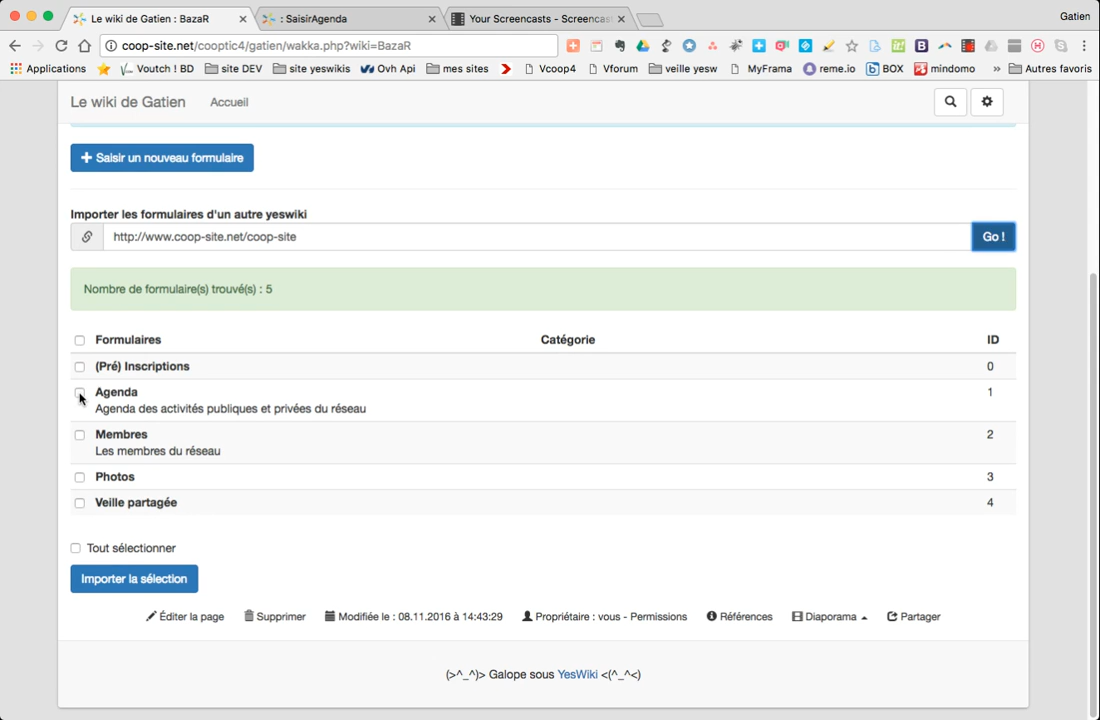 Le wiki de Gatien : BazaR
: SaisirAgenda
Your Screencasts - Screencas
Gatien
coop-site.net/cooptic4/gatien/wakka.php?wiki=BazaR
Applications Voutch ! BD site DEV site yeswikis Ovh Api mes sites Vcoop4 Vforum veille yesw MyFrama reme.io BOX mindomo » Autres favoris
Le wiki de Gatien Accueil
+ Saisir un nouveau formulaire
Importer les formulaires d'un autre yeswiki
http://www.coop-site.net/coop-site Go !
Nombre de formulaire(s) trouvé(s) : 5
Formulaires Catégorie ID
(Pré) Inscriptions 0
Agenda 1
Agenda des activités publiques et privées du réseau
Membres 2
Les membres du réseau
Photos 3
Veille partagée 4
Tout sélectionner
Importer la sélection
Éditer la page Supprimer Modifiée le : 08.11.2016 à 14:43:29 Propriétaire : vous - Permissions Références Diaporama Partager
(>^_^)> Galope sous YesWiki <(^_^<)